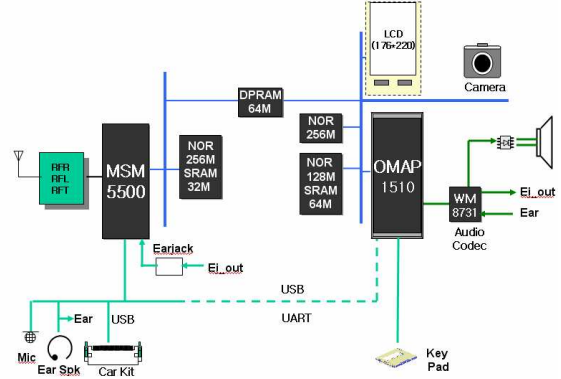 LCD
(176*220)
Camera
DPRAM
64M
NOR
256M
NOR
256M
SRAM
32M
MSM
5500
RFR
RFL
RFT
NOR
128M
SRAM
64M
OMAP
1510
WM
8731
Audio
Codec
Ei_out
Ear
Earjack
Ei_out
USB
UART
Ear
USB
Mic
Ear Spk
Car Kit
Key
Pad